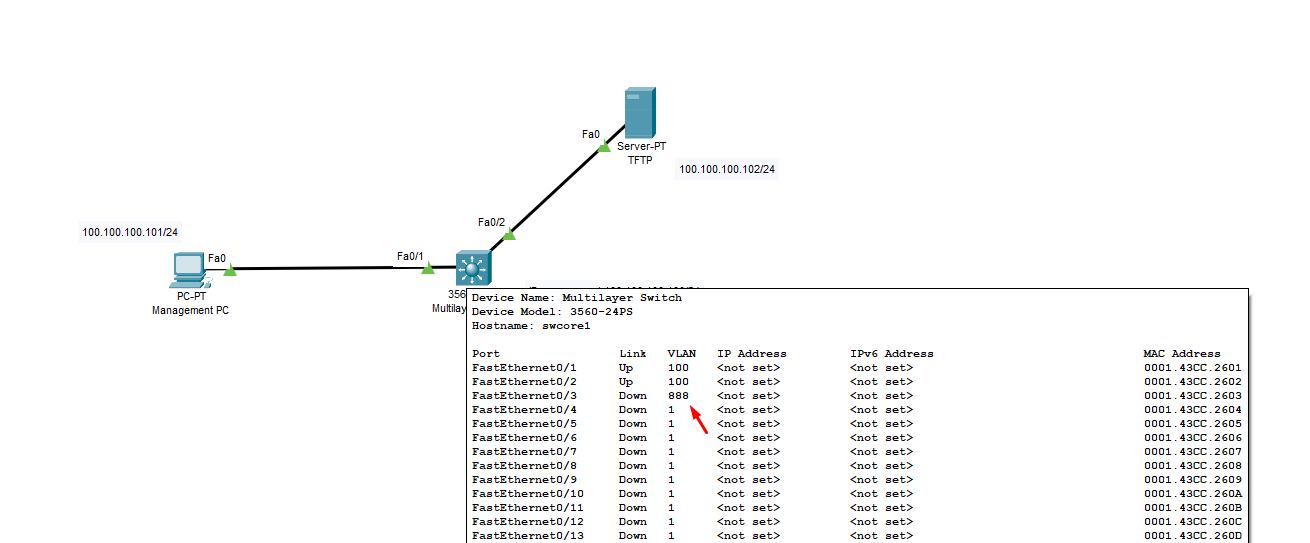 Fa0
Server-PT
TFTP
100.100.100.102/24
Fa0/2
100.100.100.101/24
Fa0
Fa0/1
PC-PT
Management PC
356
Multilay
Device Name: Multilayer Switch
Device Model: 3560-24PS
Hostname: swcore1
Port Link VLAN IP Address IPv6 Address MAC Address
FastEthernet0/1 Up 100 <not set> <not set> 0001.43CC.2601
FastEthernet0/2 Up 100 <not set> <not set> 0001.43CC.2602
FastEthernet0/3 Down 888 <not set> <not set> 0001.43CC.2603
FastEthernet0/4 Down 1 <not set> <not set> 0001.43CC.2604
FastEthernet0/5 Down 1 <not set> <not set> 0001.43CC.2605
FastEthernet0/6 Down 1 <not set> <not set> 0001.43CC.2606
FastEthernet0/7 Down 1 <not set> <not set> 0001.43CC.2607
FastEthernet0/8 Down 1 <not set> <not set> 0001.43CC.2608
FastEthernet0/9 Down 1 <not set> <not set> 0001.43CC.2609
FastEthernet0/10 Down 1 <not set> <not set> 0001.43CC.260A
FastEthernet0/11 Down 1 <not set> <not set> 0001.43CC.260B
FastEthernet0/12 Down 1 <not set> <not set> 0001.43CC.260C
FastEthernet0/13 Down 1 <not set> <not set> 0001.43CC.260D